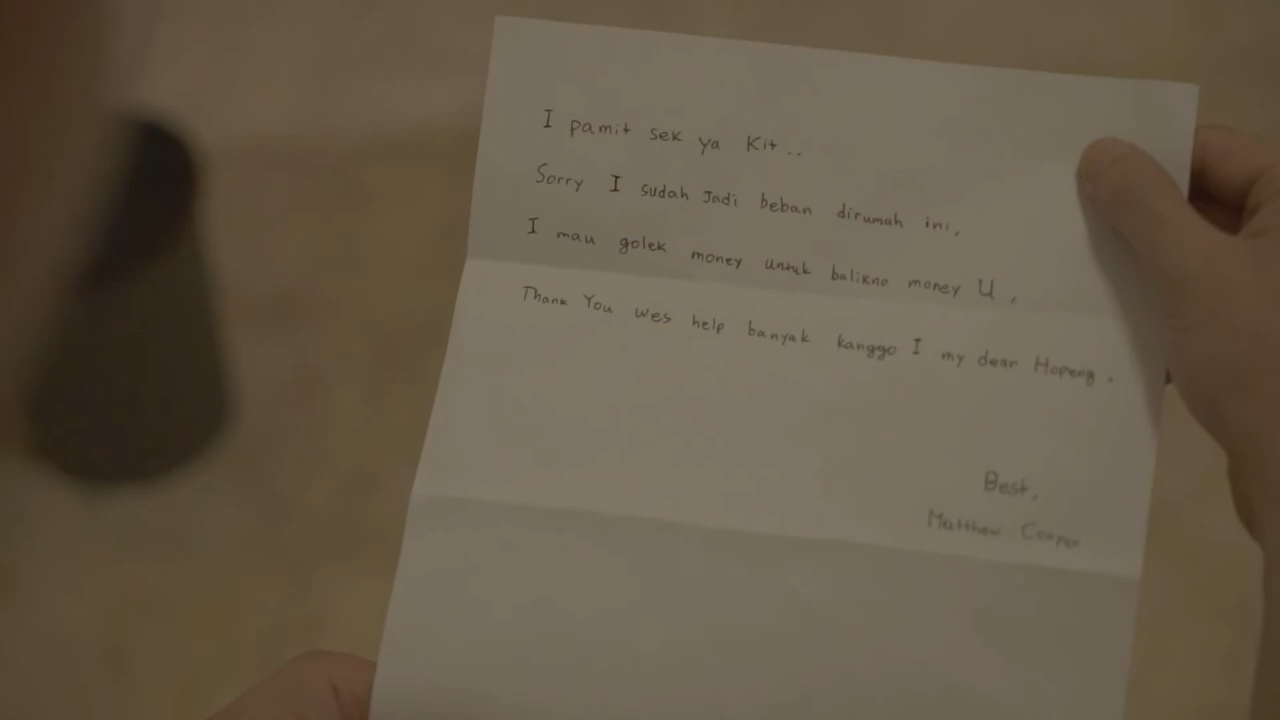 I pamit sek ya Kit..
Sorry I sudah Jadi beban dirumah ini,
I mau golek money untuk balikno money U,
Thank You wes help banyak kanggo I my dear Hopeng.
Best,
Matthew Cooper